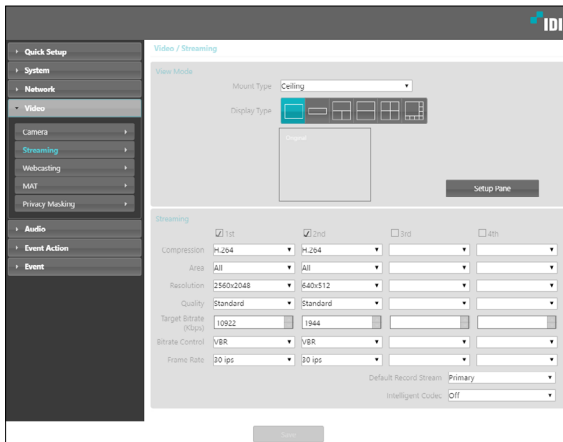 IDI
Quick Setup
System
Network
Video
Camera
Streaming
Webcasting
MAT
Privacy Masking
Audio
Event Action
Event
Video / Streaming
View Mode
Mount Type Ceiling
Display Type
Original
Setup Pane
Streaming
1st 2nd 3rd 4th
Compression H.264 H.264
Area All All
Resolution 2560x2048 640x512
Quality Standard Standard
Target Bitrate
(Kbps) 10922 1944
Bitrate Control VBR VBR
Frame Rate 30 ips 30 ips
Default Record Stream Primary
Intelligent Codec Off
Save